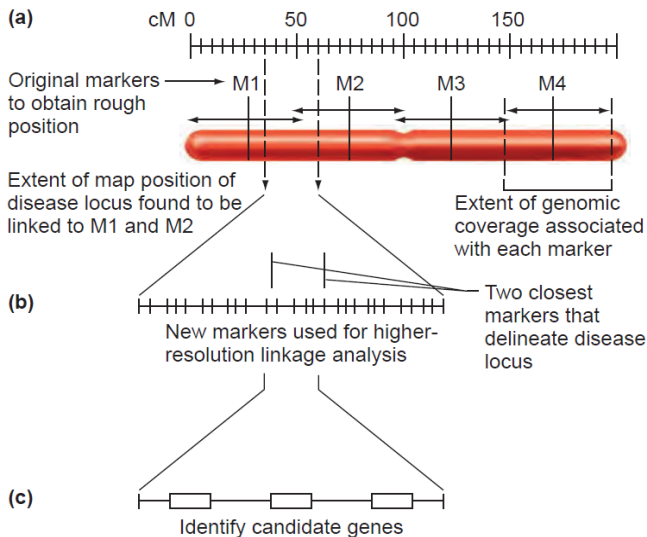 (a)
cM 0 50 100 150
Original markers
to obtain rough
position
M1 M2 M3 M4
Extent of map position of
disease locus found to be
linked to M1 and M2
Extent of genomic
coverage associated
with each marker
(b)
New markers used for higher-
resolution linkage analysis
Two closest
markers that
delineate disease
locus
(c)
Identify candidate genes